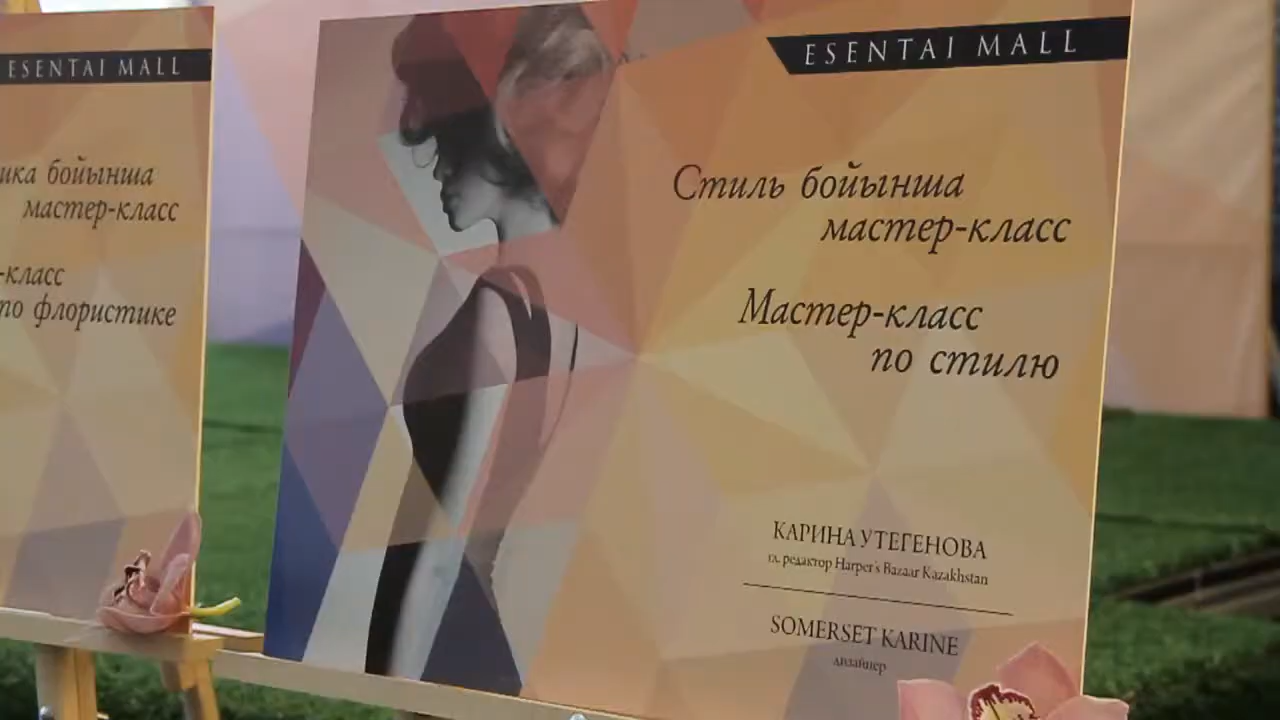 ESENTAI MALL
ика бойынша
мастер-класс
-класс
по флористике
ESENTAI MALL
Стиль бойынша
мастер-класс
Мастер-класс
по стилю
КАРИНА УТЕГЕНОВА
гл. редактор Harper's Bazaar Kazakhstan
SOMERSET KARINE
дизайнер